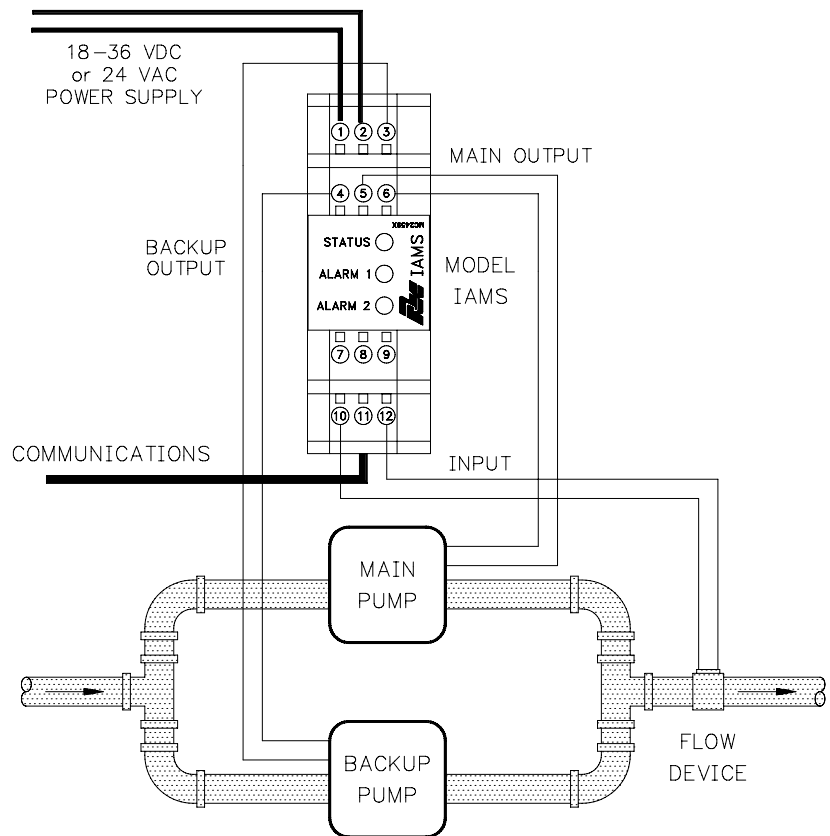 18-36 VDC
or 24 VAC
POWER SUPPLY
1 2 3
MAIN OUTPUT
4 5 6
MC2458X
BACKUP
OUTPUT
STATUS
ALARM 1
ALARM 2
IAMS
MODEL
IAMS
7 8 9
10 11 12
COMMUNICATIONS
INPUT
MAIN
PUMP
BACKUP
PUMP
FLOW
DEVICE